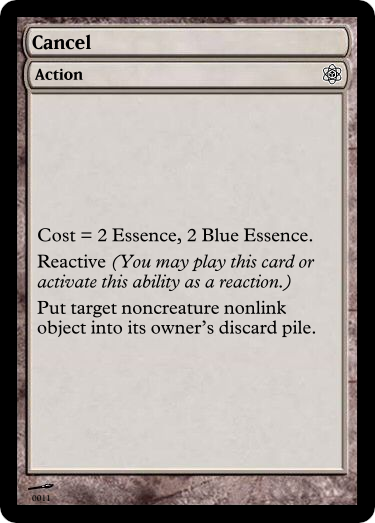 Cancel
Action
Cost = 2 Essence, 2 Blue Essence.
Reactive (You may play this card or
activate this ability as a reaction.)
Put target noncreature nonlink
object into its owner's discard pile.
0011